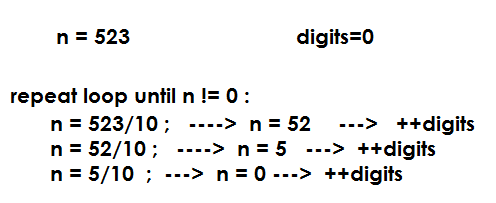 n = 523 digits=0
repeat loop until n != 0 :
n = 523/10 ; ----> n = 52 ---> ++digits
n = 52/10 ; ----> n = 5 ---> ++digits
n = 5/10 ; ---> n = 0 ---> ++digits